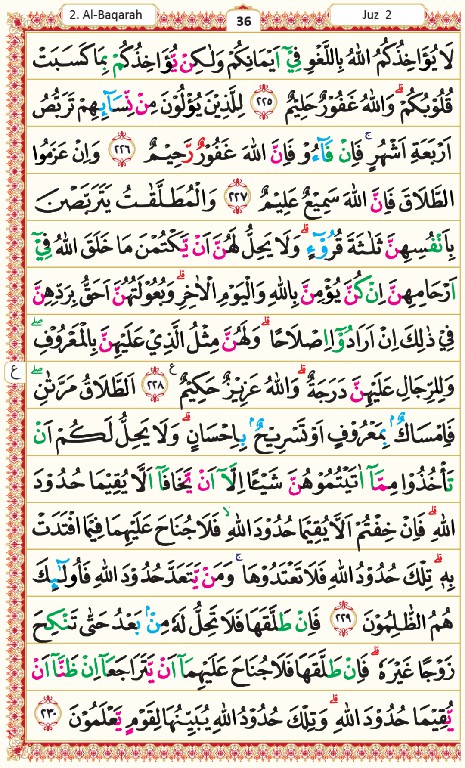 2. Al-Baqarah
36
Juz 2
لَا يُؤَاخِذُكُمُ اللّٰهُ بِاللَّغْوِ فِيْٓ اَيْمَانِكُمْ وَلٰكِنْ يُّؤَاخِذُكُمْ بِمَا كَسَبَتْ
قُلُوْبُكُمْ ۗ وَاللّٰهُ غَفُوْرٌ حَلِيْمٌ ٢٢٥ لِلَّذِيْنَ يُؤْلُوْنَ مِنْ نِّسَاۤىِٕهِمْ تَرَبُّصُ
اَرْبَعَةِ اَشْهُرٍۚ فَاِنْ فَاۤءُوْ فَاِنَّ اللّٰهَ غَفُوْرٌ رَّحِيْمٌ ٢٢٦ وَاِنْ عَزَمُوا
الطَّلَاقَ فَاِنَّ اللّٰهَ سَمِيْعٌ عَلِيْمٌ ٢٢٧ وَالْمُطَلَّقٰتُ يَتَرَبَّصْنَ
بِاَنْفُسِهِنَّ ثَلٰثَةَ قُرُوْۤءٍۗ وَلَا يَحِلُّ لَهُنَّ اَنْ يَّكْتُمْنَ مَا خَلَقَ اللّٰهُ فِيْٓ
اَرْحَامِهِنَّ اِنْ كُنَّ يُؤْمِنَّ بِاللّٰهِ وَالْيَوْمِ الْاٰخِرِۗ وَبُعُوْلَتُهُنَّ اَحَقُّ بِرَدِّهِنَّ
فِيْ ذٰلِكَ اِنْ اَرَادُوْٓا اِصْلَاحًا ۗ وَلَهُنَّ مِثْلُ الَّذِيْ عَلَيْهِنَّ بِالْمَعْرُوْفِۖ
وَلِلرِّجَالِ عَلَيْهِنَّ دَرَجَةٌ ۗ وَاللّٰهُ عَزِيْزٌ حَكِيْمٌ ࣖ ٢٢٨ اَلطَّلَاقُ مَرَّتٰنِۖ
ع
فَاِمْسَاكٌۢ بِمَعْرُوْفٍ اَوْ تَسْرِيْحٌۢ بِاِحْسَانٍۗ وَلَا يَحِلُّ لَكُمْ اَنْ
تَأْخُذُوْا مِمَّآ اٰتَيْتُمُوْهُنَّ شَيْـًٔا اِلَّآ اَنْ يَّخَافَآ اَلَّا يُقِيْمَا حُدُوْدَ
اللّٰهِ ۗ فَاِنْ خِفْتُمْ اَلَّا يُقِيْمَا حُدُوْدَ اللّٰهِ ۙ فَلَا جُنَاحَ عَلَيْهِمَا فِيْمَا افْتَدَتْ
بِهٖ ۗ تِلْكَ حُدُوْدُ اللّٰهِ فَلَا تَعْتَدُوْهَا ۚ وَمَنْ يَّتَعَدَّ حُدُوْدَ اللّٰهِ فَاُولٰۤىِٕكَ
هُمُ الظّٰلِمُوْنَ ٢٢٩ فَاِنْ طَلَّقَهَا فَلَا تَحِلُّ لَهٗ مِنْۢ بَعْدُ حَتّٰى تَنْكِحَ
زَوْجًا غَيْرَهٗ ۗ فَاِنْ طَلَّقَهَا فَلَا جُنَاحَ عَلَيْهِمَآ اَنْ يَّتَرَاجَعَآ اِنْ ظَنَّآ اَنْ
يُّقِيْمَا حُدُوْدَ اللّٰهِ ۗ وَتِلْكَ حُدُوْدُ اللّٰهِ يُبَيِّنُهَا لِقَوْمٍ يَّعْلَمُوْنَ ٢٣٠